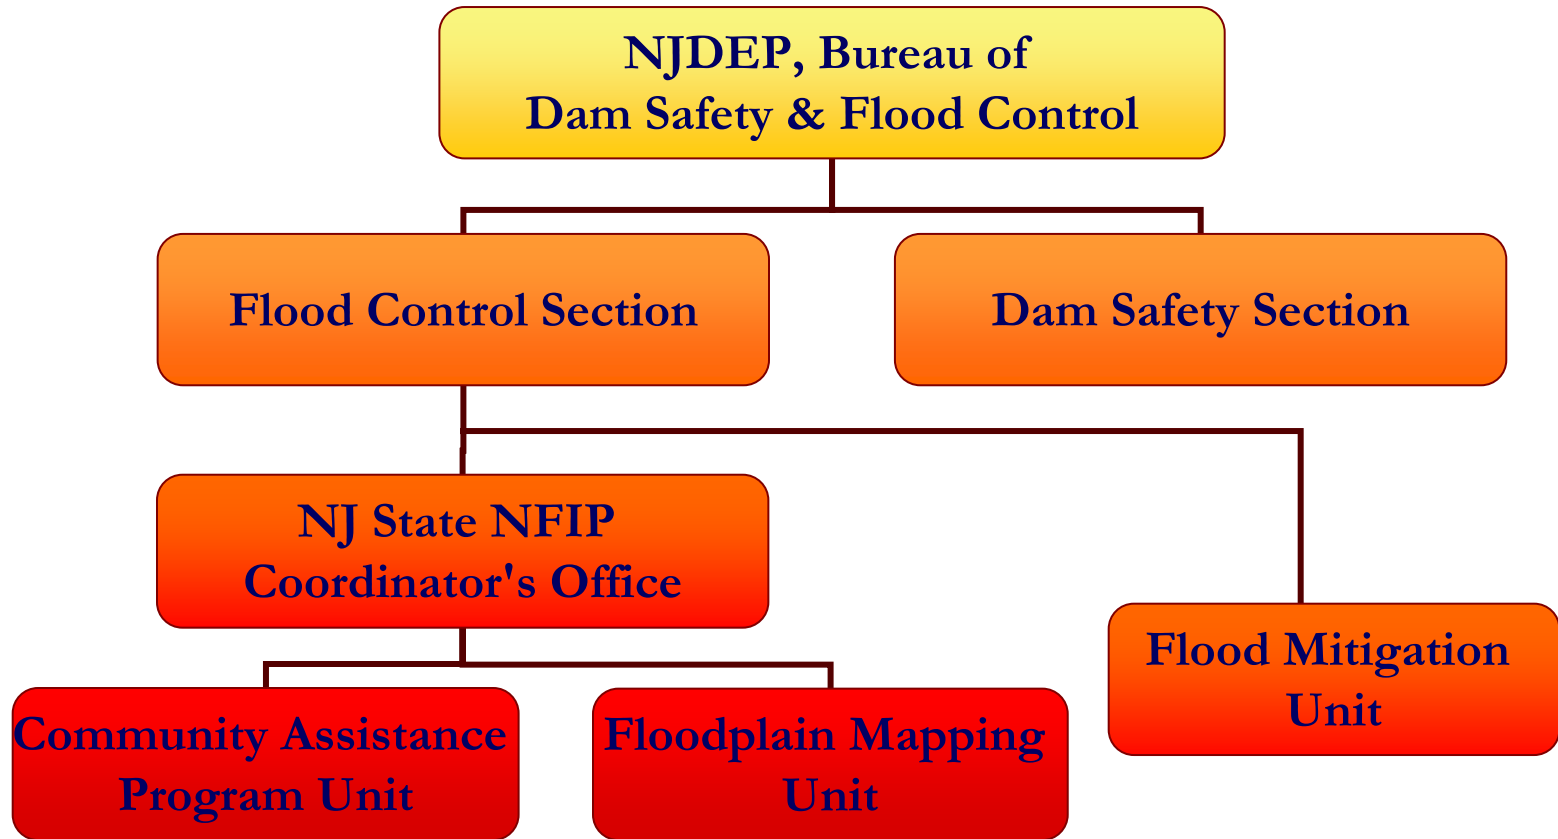 NJDEP, Bureau of
Dam Safety & Flood Control
Flood Control Section
Dam Safety Section
NJ State NFIP
Coordinator's Office
Flood Mitigation
Unit
Community Assistance
Program Unit
Floodplain Mapping
Unit